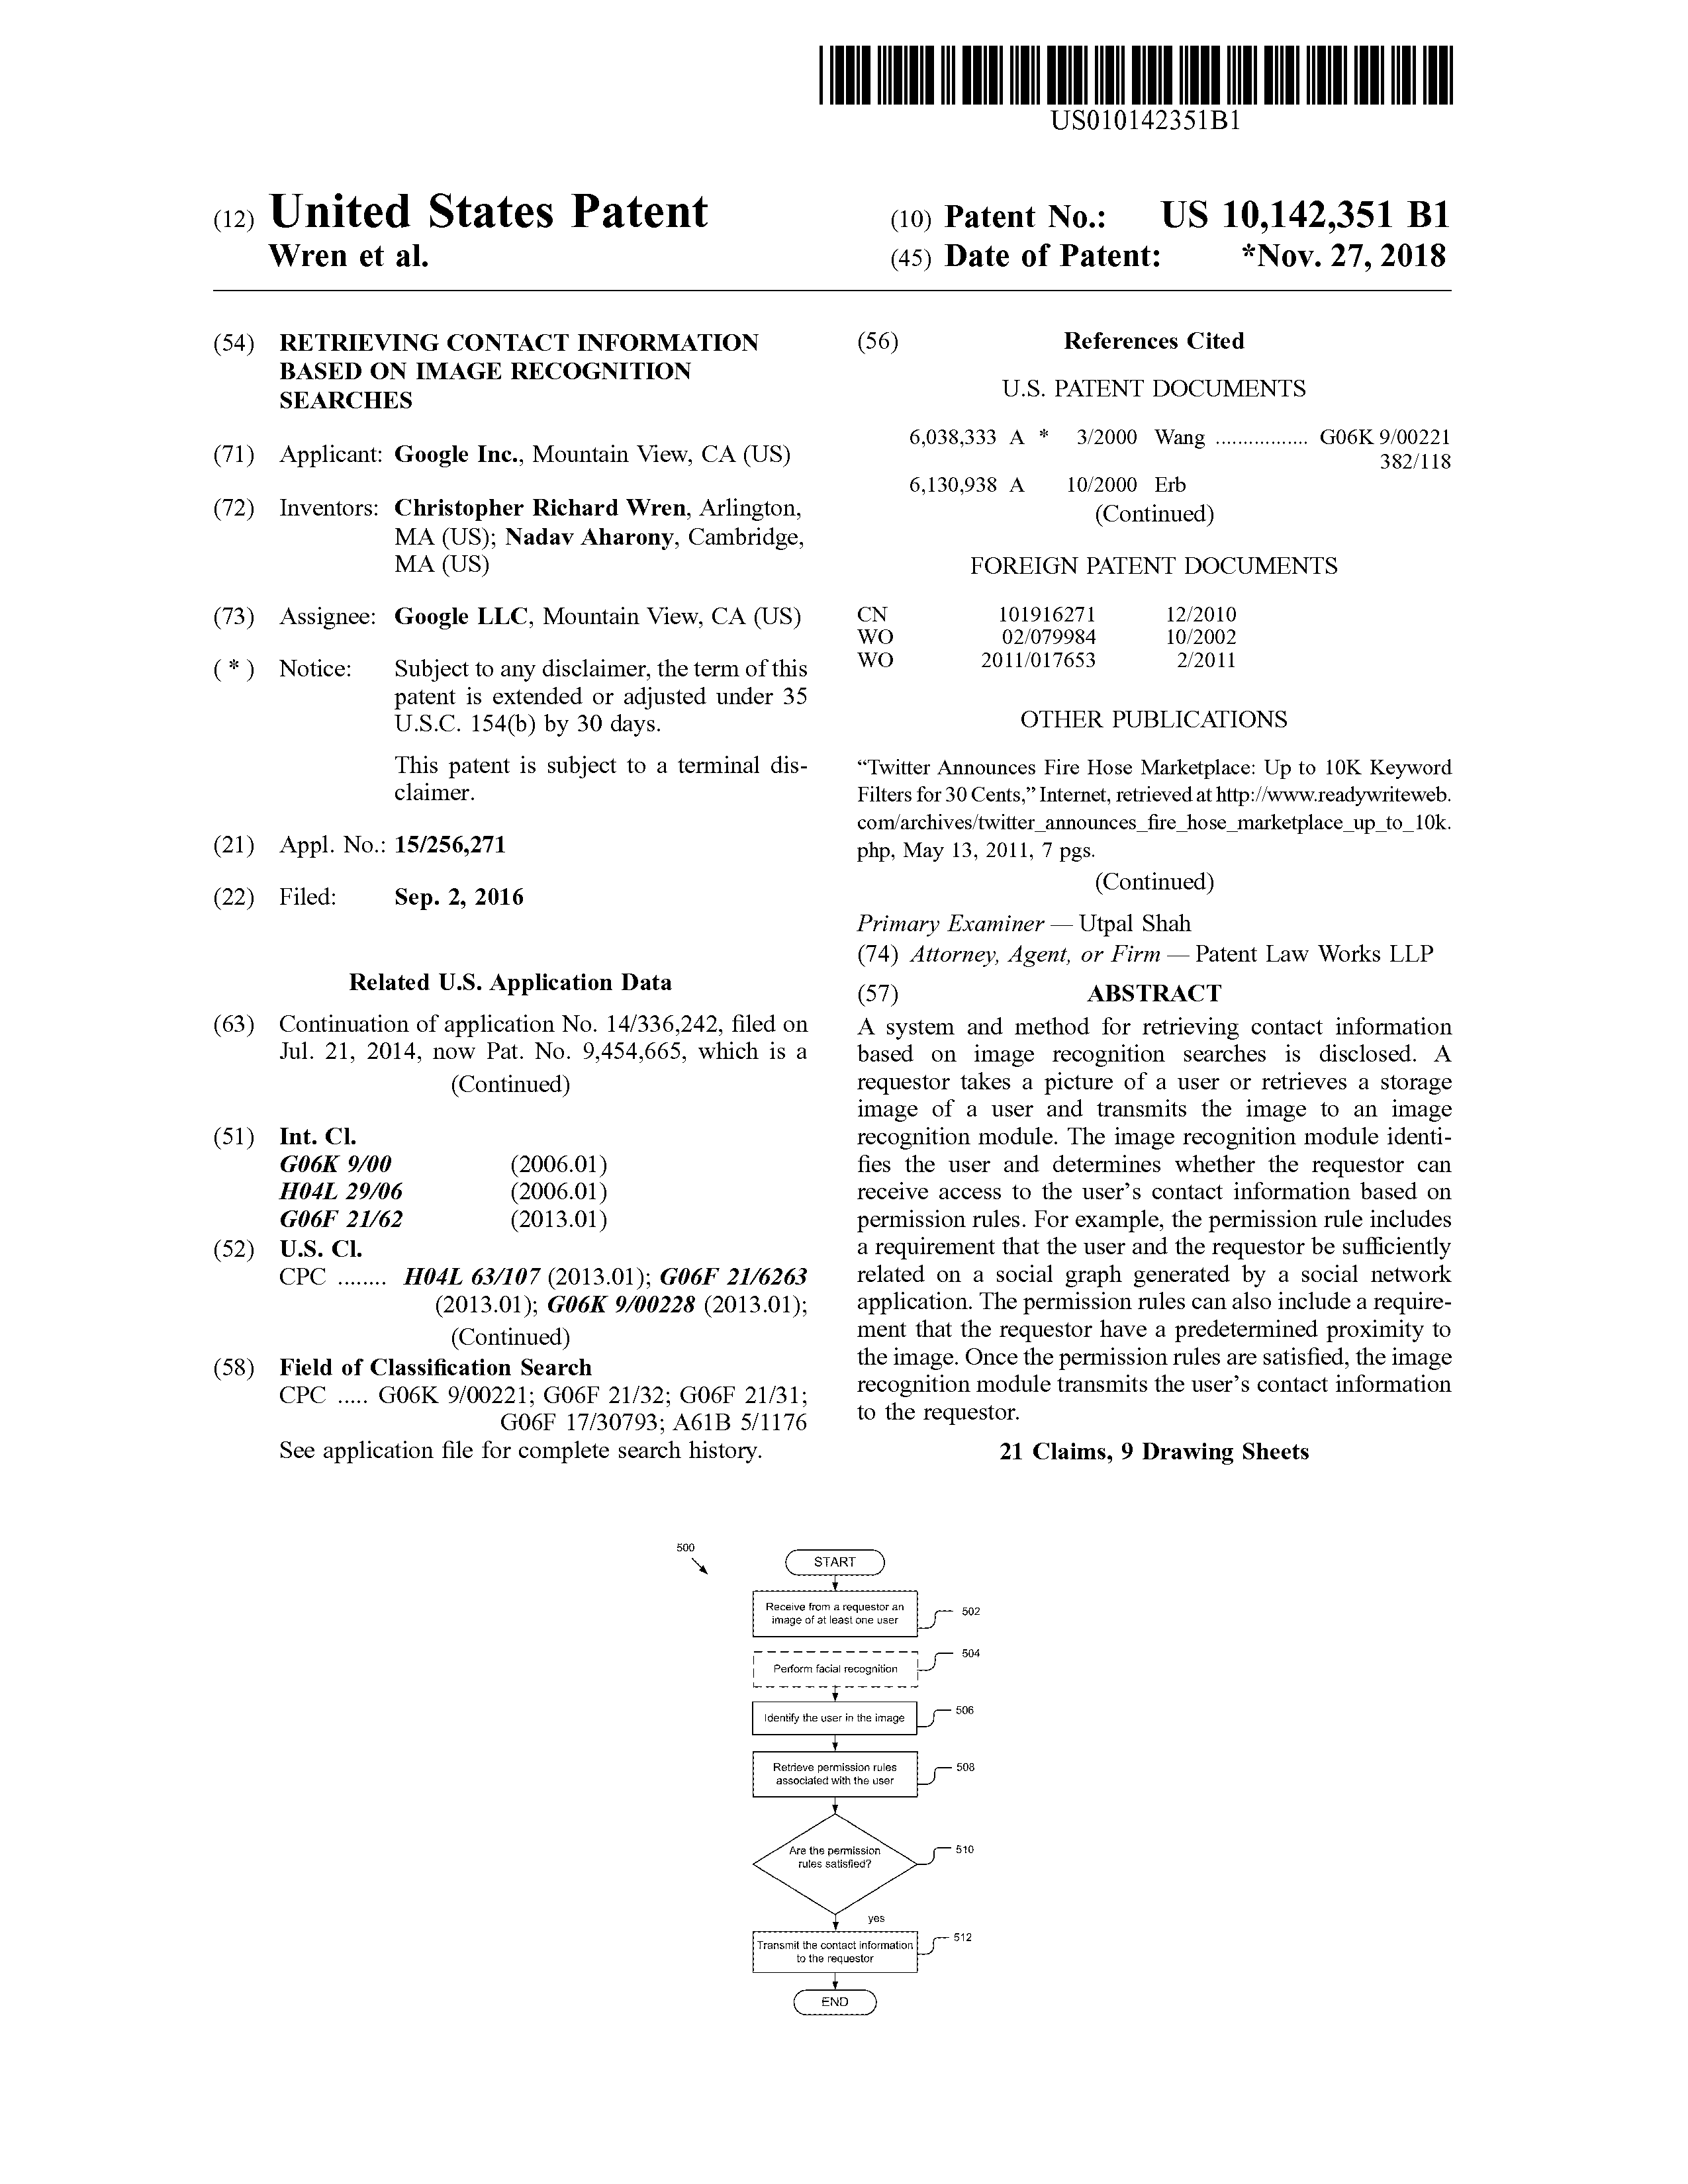 US010142351B1
(12) United States Patent
Wren et al.
(10) Patent No.: US 10,142,351 B1
(45) Date of Patent: *Nov. 27, 2018
(54) RETRIEVING CONTACT INFORMATION
BASED ON IMAGE RECOGNITION
SEARCHES
(71) Applicant: Google Inc., Mountain View, CA (US)
(72) Inventors: Christopher Richard Wren, Arlington,
MA (US); Nadav Aharony, Cambridge,
MA (US)
(73) Assignee: Google LLC, Mountain View, CA (US)
( * ) Notice: Subject to any disclaimer, the term of this
patent is extended or adjusted under 35
U.S.C. 154(b) by 30 days.
This patent is subject to a terminal dis-
claimer.
(21) Appl. No.: 15/256,271
(22) Filed: Sep. 2, 2016
Related U.S. Application Data
(63) Continuation of application No. 14/336,242, filed on
Jul. 21, 2014, now Pat. No. 9,454,665, which is a
(Continued)
(51) Int. Cl.
G06K 9/00 (2006.01)
H04L 29/06 (2006.01)
G06F 21/62 (2013.01)
(52) U.S. Cl.
CPC ........ H04L 63/107 (2013.01); G06F 21/6263
(2013.01); G06K 9/00228 (2013.01);
(Continued)
(58) Field of Classification Search
CPC ..... G06K 9/00221; G06F 21/32; G06F 21/31;
G06F 17/30793; A61B 5/1176
See application file for complete search history.
(56) References Cited
U.S. PATENT DOCUMENTS
6,038,333 A * 3/2000 Wang ................. G06K 9/00221
382/118
6,130,938 A 10/2000 Erb
(Continued)
FOREIGN PATENT DOCUMENTS
CN 101916271 12/2010
WO 02/079984 10/2002
WO 2011/017653 2/2011
OTHER PUBLICATIONS
“Twitter Announces Fire Hose Marketplace: Up to 10K Keyword
Filters for 30 Cents,” Internet, retrieved at http://www.readywriteweb.
com/archives/twitter_announces_fire_hose_marketplace_up_to_10k.
php, May 13, 2011, 7 pgs.
(Continued)
Primary Examiner — Utpal Shah
(74) Attorney, Agent, or Firm — Patent Law Works LLP
(57) ABSTRACT
A system and method for retrieving contact information
based on image recognition searches is disclosed. A
requestor takes a picture of a user or retrieves a storage
image of a user and transmits the image to an image
recognition module. The image recognition module identi-
fies the user and determines whether the requestor can
receive access to the user’s contact information based on
permission rules. For example, the permission rule includes
a requirement that the user and the requestor be sufficiently
related on a social graph generated by a social network
application. The permission rules can also include a require-
ment that the requestor have a predetermined proximity to
the image. Once the permission rules are satisfied, the image
recognition module transmits the user’s contact information
to the requestor.
21 Claims, 9 Drawing Sheets
500
START
Receive from a requestor an
image of at least one user
502
Perform facial recognition
504
Identify the user in the image
506
Retrieve permission rules
associated with the user
508
Are the permission
rules satisfied?
510
yes
Transmit the contact information
to the requestor
512
END